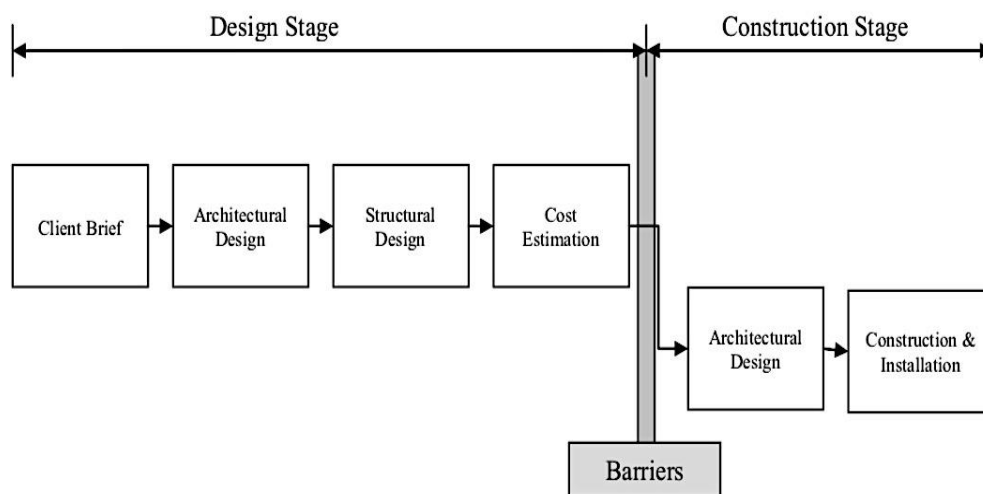 Design Stage
Construction Stage
Client Brief
Architectural
Design
Structural
Design
Cost
Estimation
Architectural
Design
Construction &
Installation
Barriers